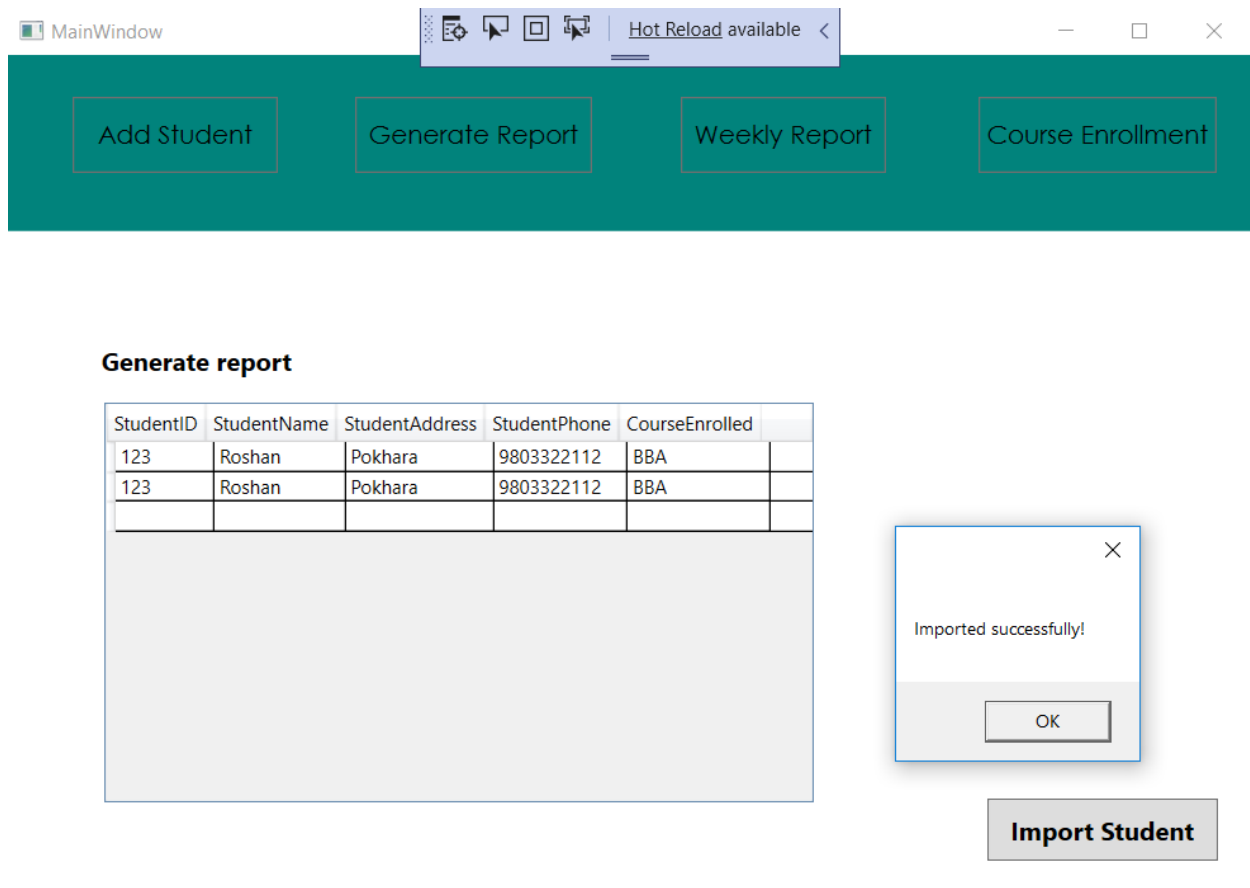 MainWindow
Hot Reload available
Add Student Generate Report Weekly Report Course Enrollment
Generate report
StudentID StudentName StudentAddress StudentPhone CourseEnrolled
123 Roshan Pokhara 9803322112 BBA
123 Roshan Pokhara 9803322112 BBA
Imported successfully!
OK
Import Student